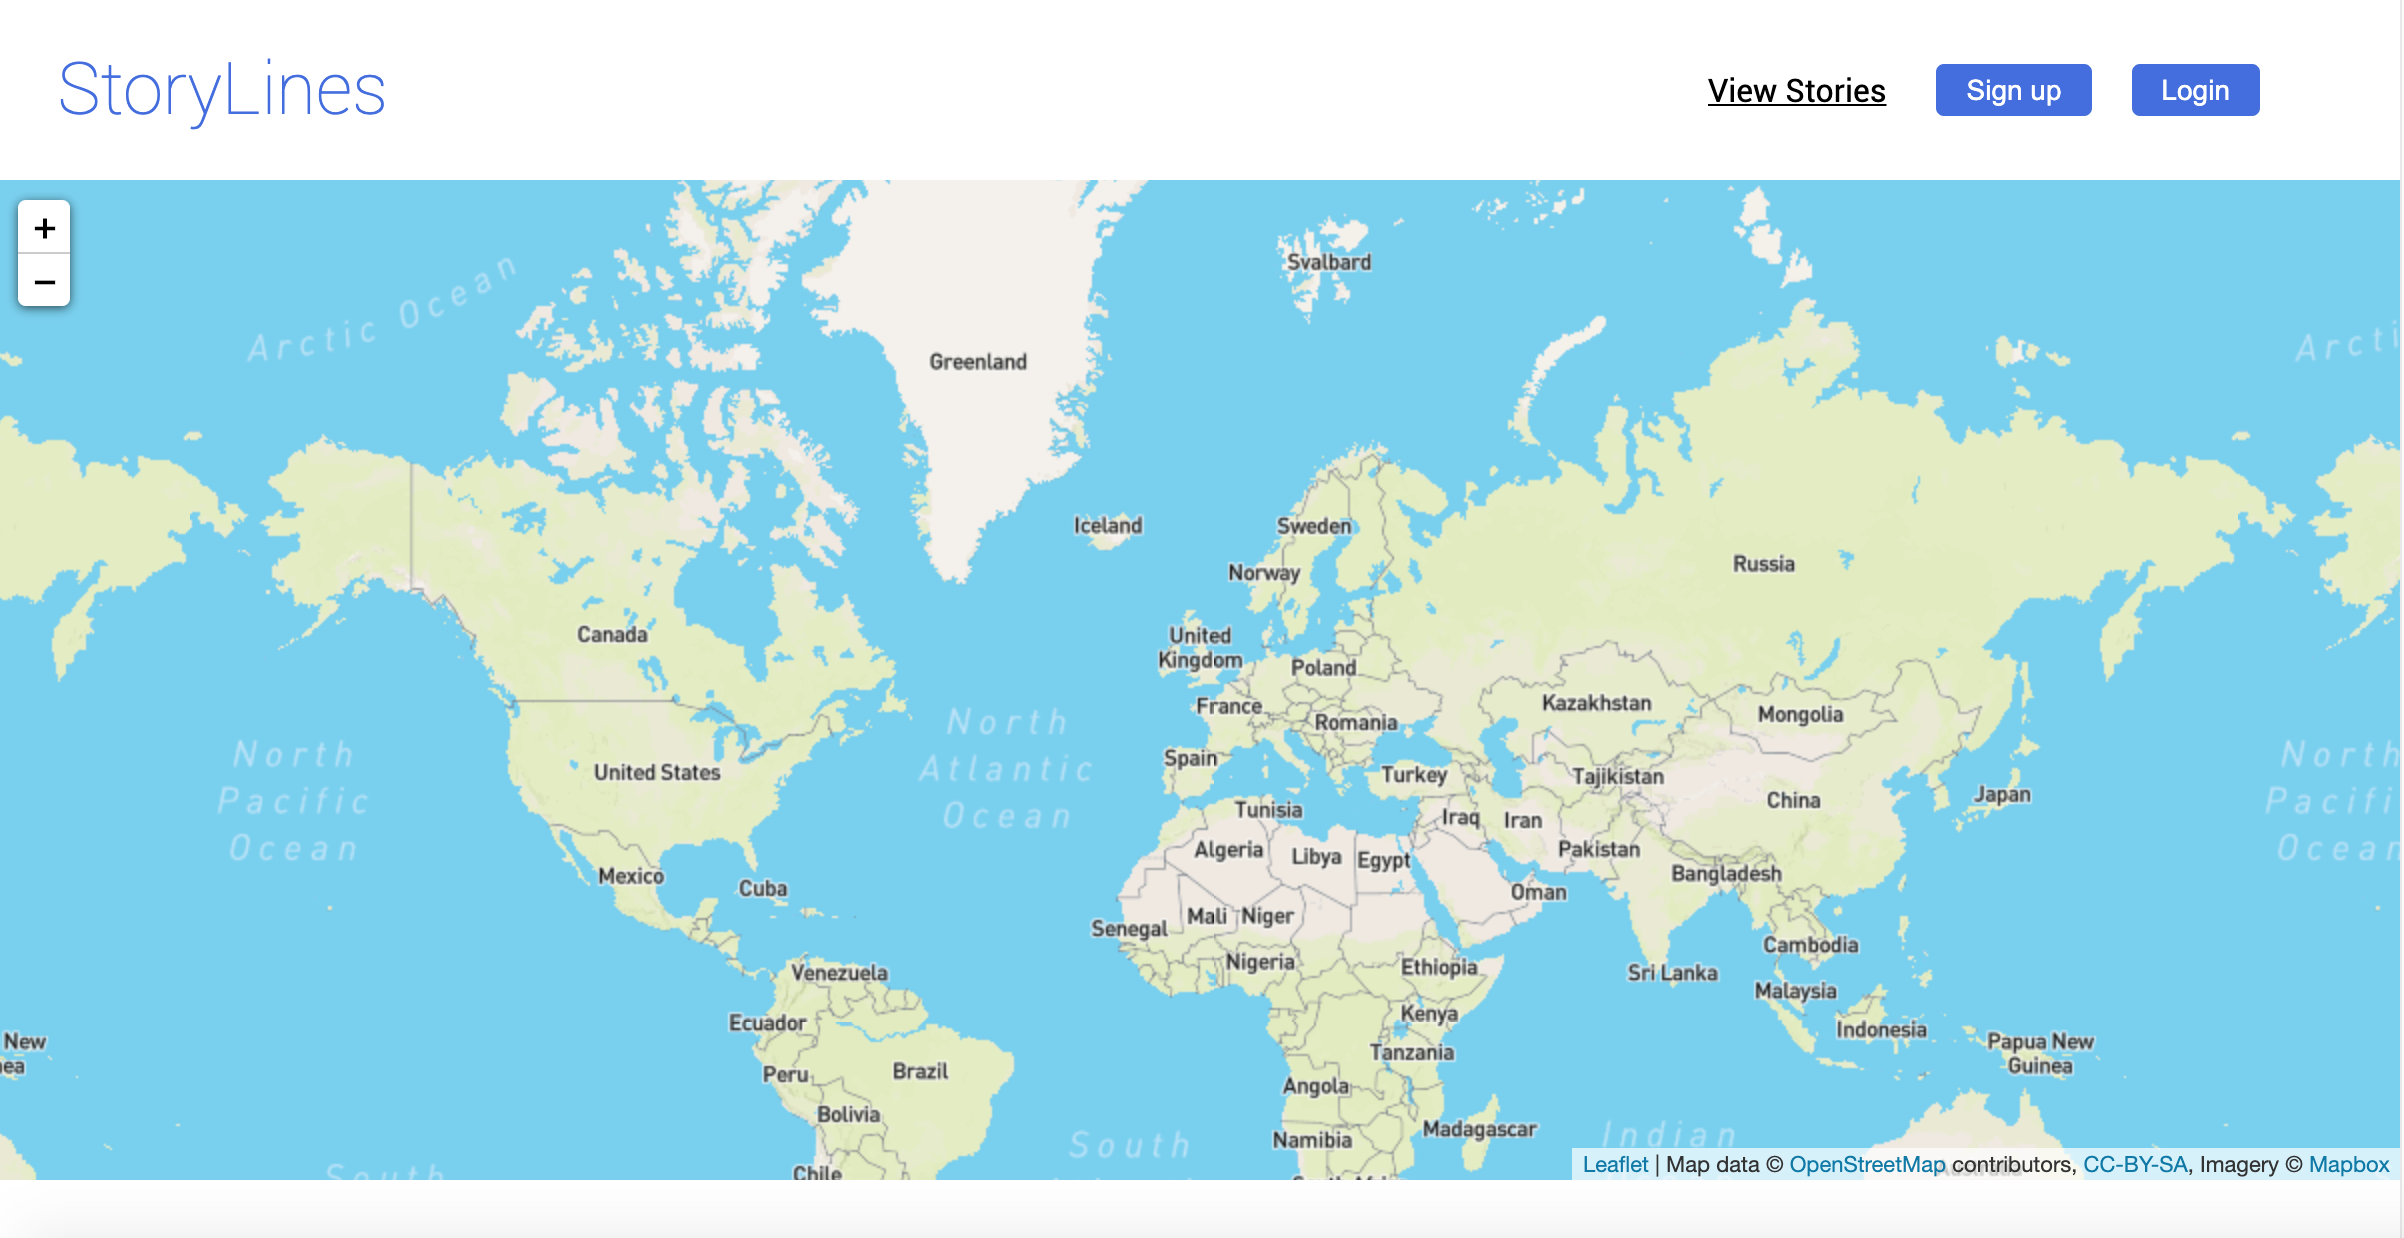 StoryLines
View Stories
Sign up
Login
+
−
Arctic Ocean
Svalbard
Greenland
Arcti
Iceland
Sweden
Norway
Russia
Canada
United
Kingdom
Poland
France
Romania
Kazakhstan
Mongolia
North
Pacific
Ocean
North
Atlantic
Ocean
North
Pacifi
Ocean
United States
Spain
Turkey
Tajikistan
China
Japan
Tunisia
Iraq
Iran
Algeria
Libya
Egypt
Pakistan
Mexico
Cuba
Bangladesh
Oman
Senegal
Mali
Niger
Nigeria
Ethiopia
Cambodia
Venezuela
Sri Lanka
Malaysia
Ecuador
Kenya
Indonesia
New
ea
Papua New
Guinea
Tanzania
Peru
Brazil
Angola
Bolivia
Madagascar
Namibia
South
Indian
South
Chile
Leaflet | Map data © OpenStreetMap contributors, CC-BY-SA, Imagery © Mapbox